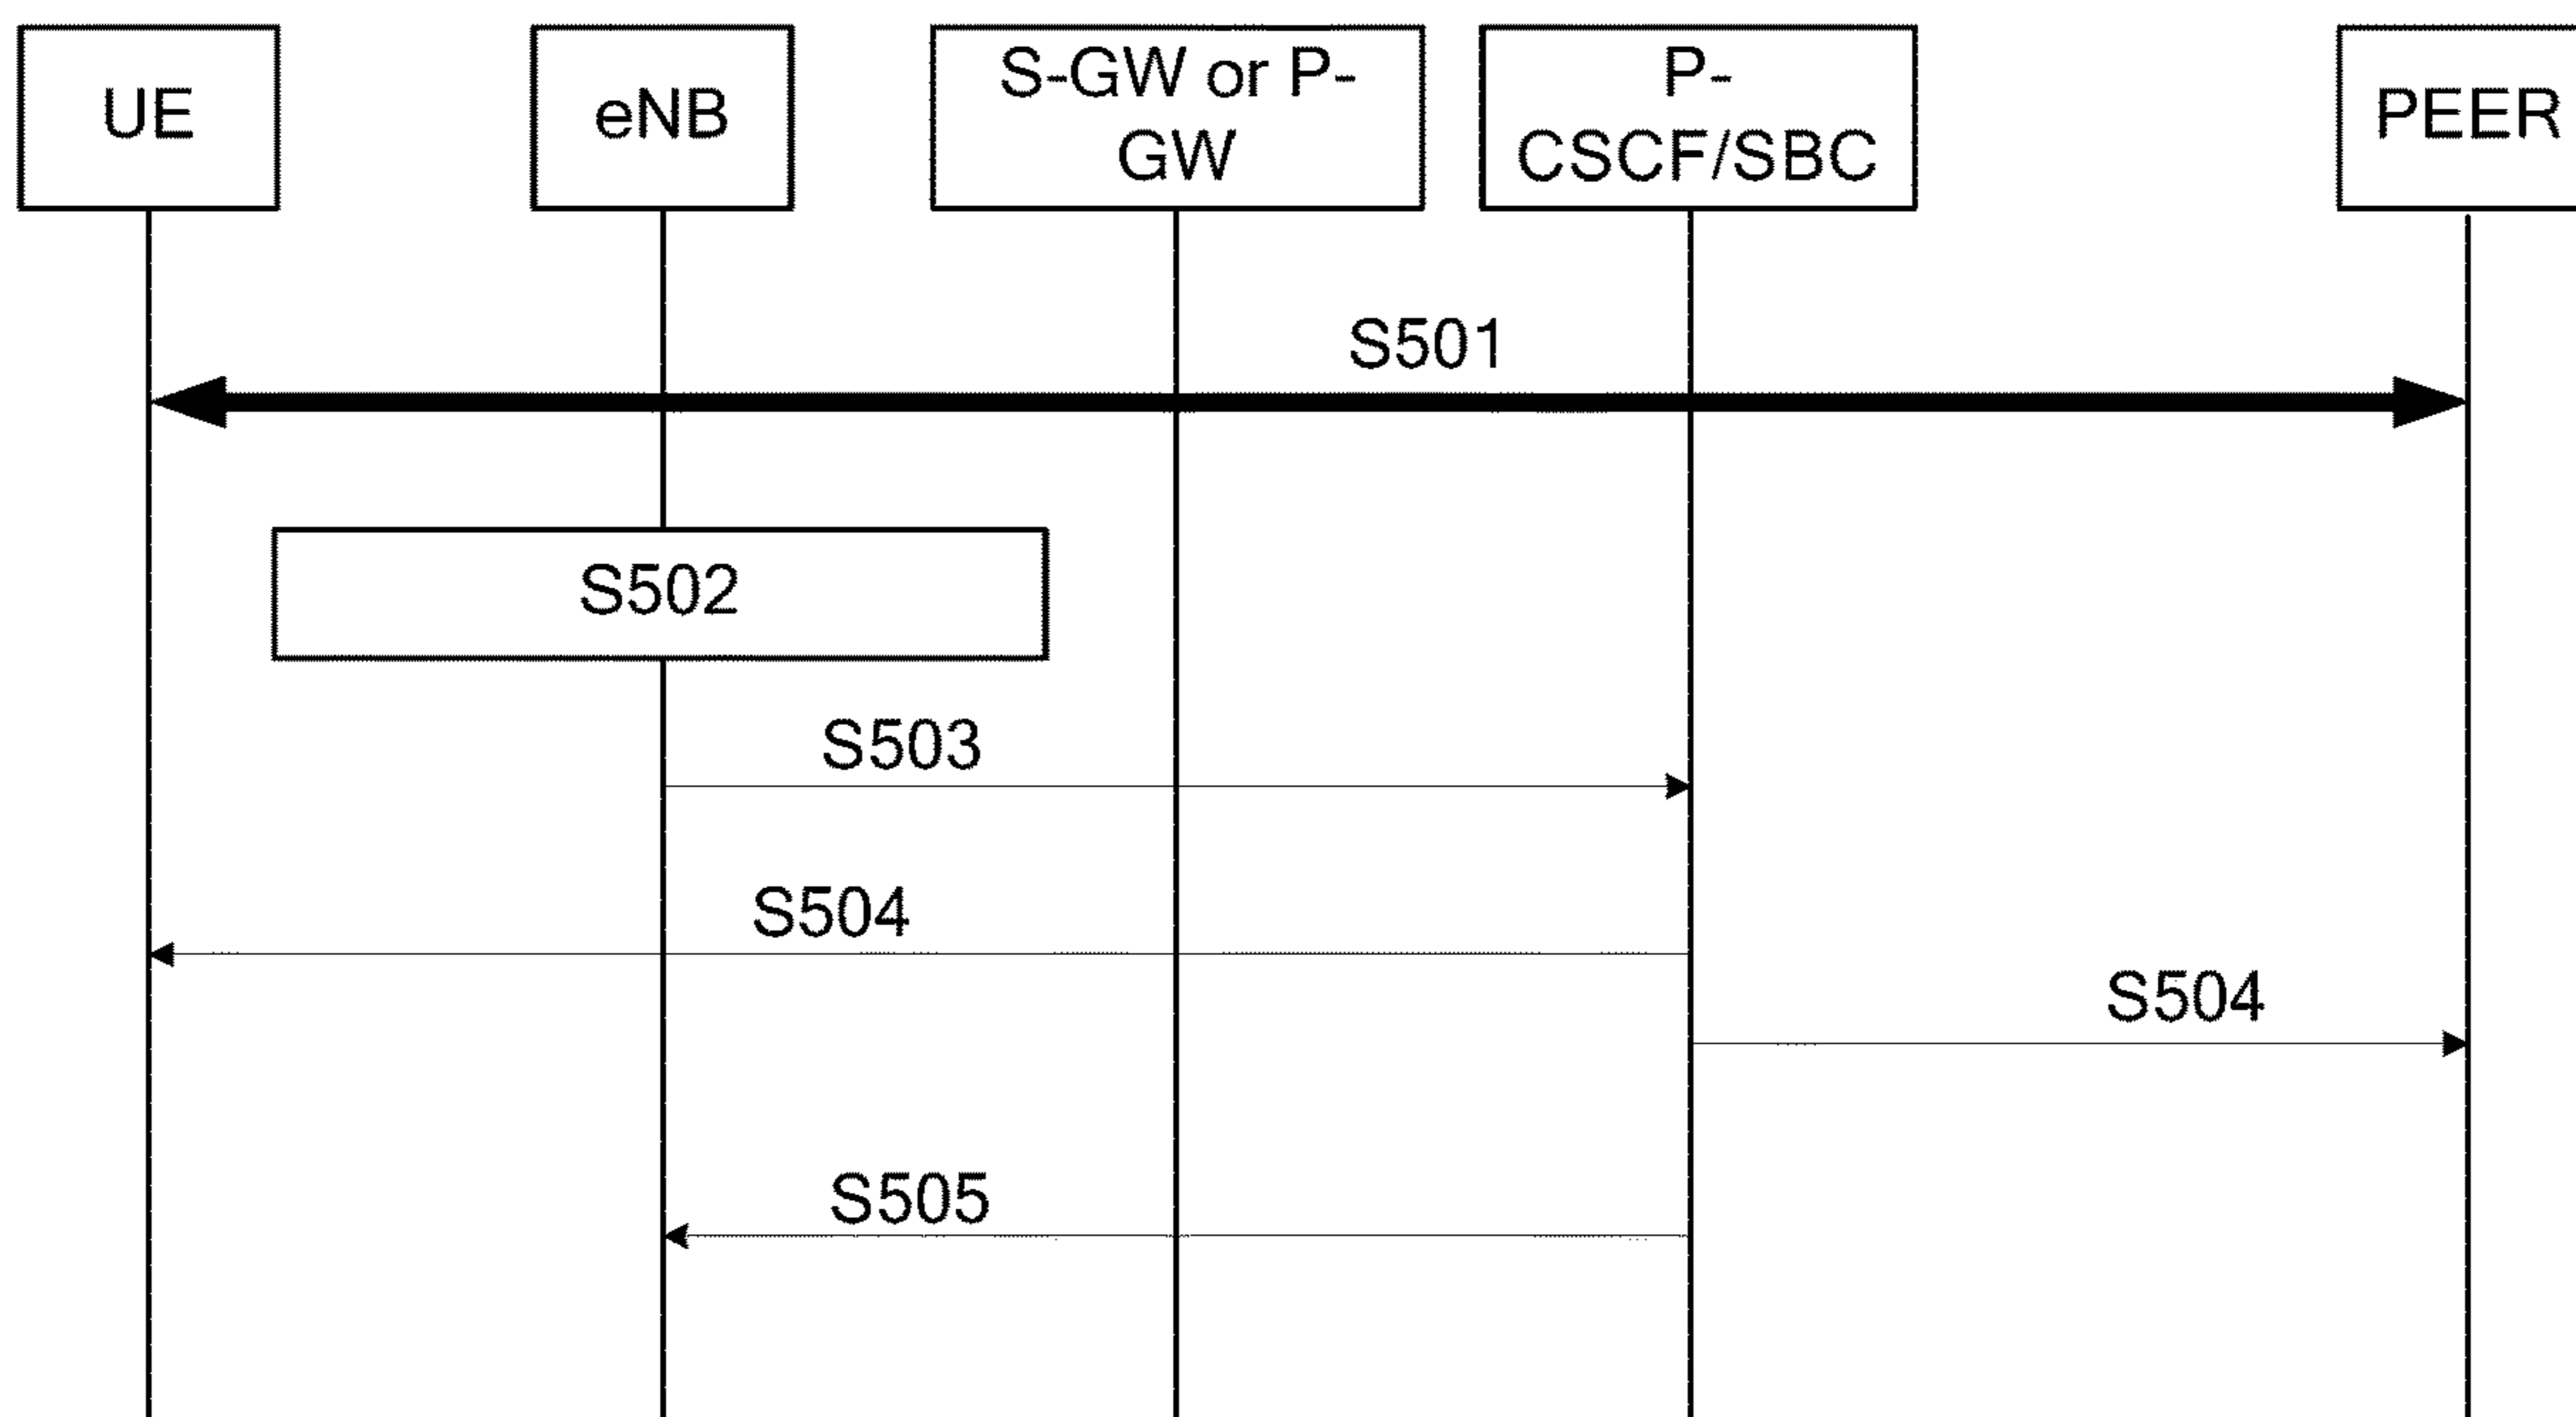 UE
eNB
S-GW or P-
GW
P-
CSCF/SBC
PEER
S501
S502
S503
S504
S504
S505